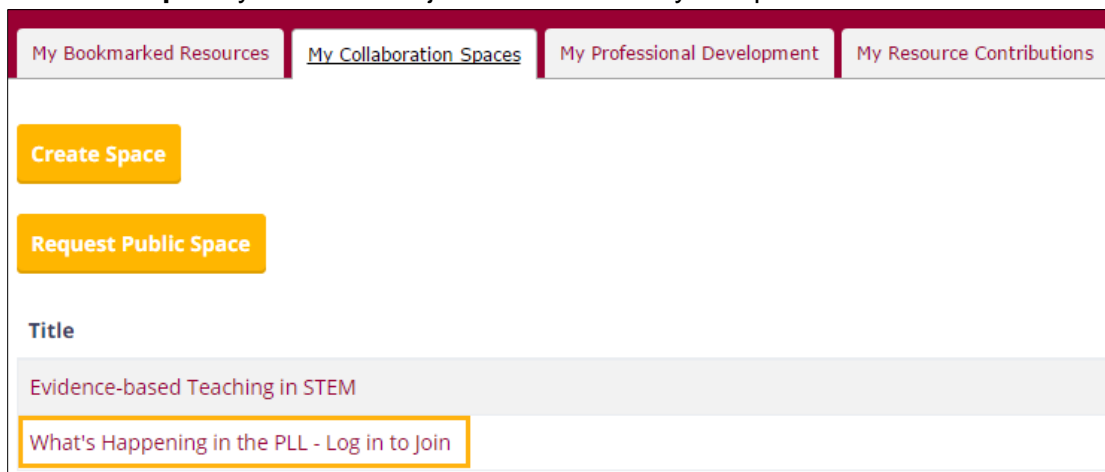 My Bookmarked Resources My Collaboration Spaces My Professional Development My Resource Contributions
Create Space
Request Public Space
Title
Evidence-based Teaching in STEM
What's Happening in the PLL - Log in to Join